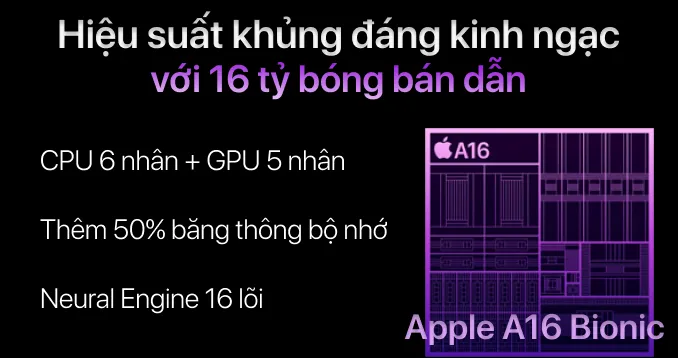 Hiệu suất khủng đáng kinh ngạc
với 16 tỷ bóng bán dẫn
CPU 6 nhân + GPU 5 nhân
Thêm 50% băng thông bộ nhớ
Neural Engine 16 lõi
A16
Apple A16 Bionic